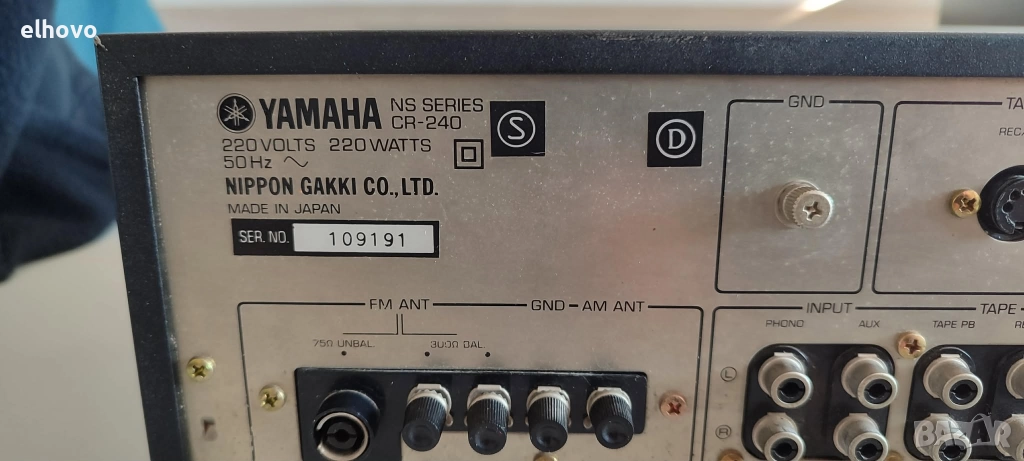 elhovo
YAMAHA NS SERIES
CR-240
S
D
220 VOLTS 220 WATTS
50 Hz ~
NIPPON GAKKI CO., LTD.
MADE IN JAPAN
SER. NO. 109191
GND
FM ANT
GND - AM ANT
75Ω UNBAL.
300Ω BAL.
INPUT
TAPE
PHONO
AUX
TAPE PB
L
R
BAZAR